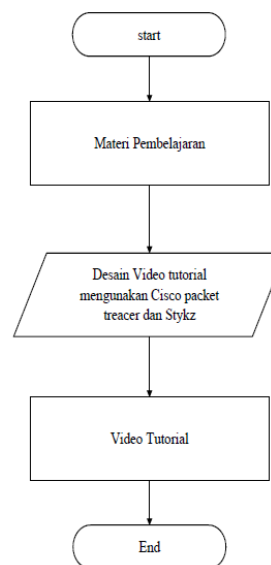 start
Materi Pembelajaran
Desain Video tutorial
mengunakan Cisco packet
treacer dan Stykz
Video Tutorial
End